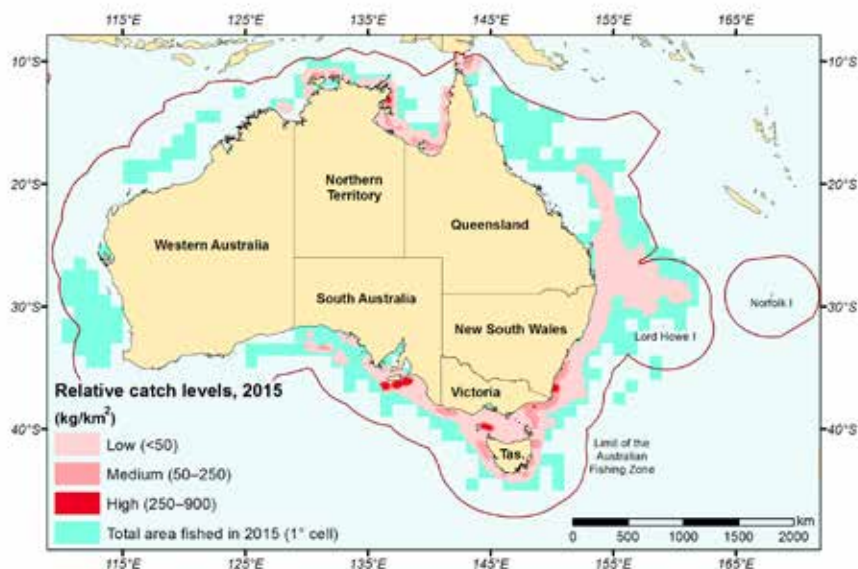 115°E 125°E 135°E 145°E 155°E 165°E
10°S 10°S
20°S 20°S
Northern
Territory
Western Australia
Queensland
South Australia
30°S 30°S
Norfolk I
New South Wales
Lord Howe I
Victoria
Relative catch levels, 2015
(kg/km²)
40°S 40°S
Low (<50)
Tas.
Limit of the
Australian
Fishing Zone
Medium (50–250)
High (250–900)
Total area fished in 2015 (1° cell)
km
0 500 1000 1500 2000
115°E 125°E 135°E 145°E 155°E 165°E